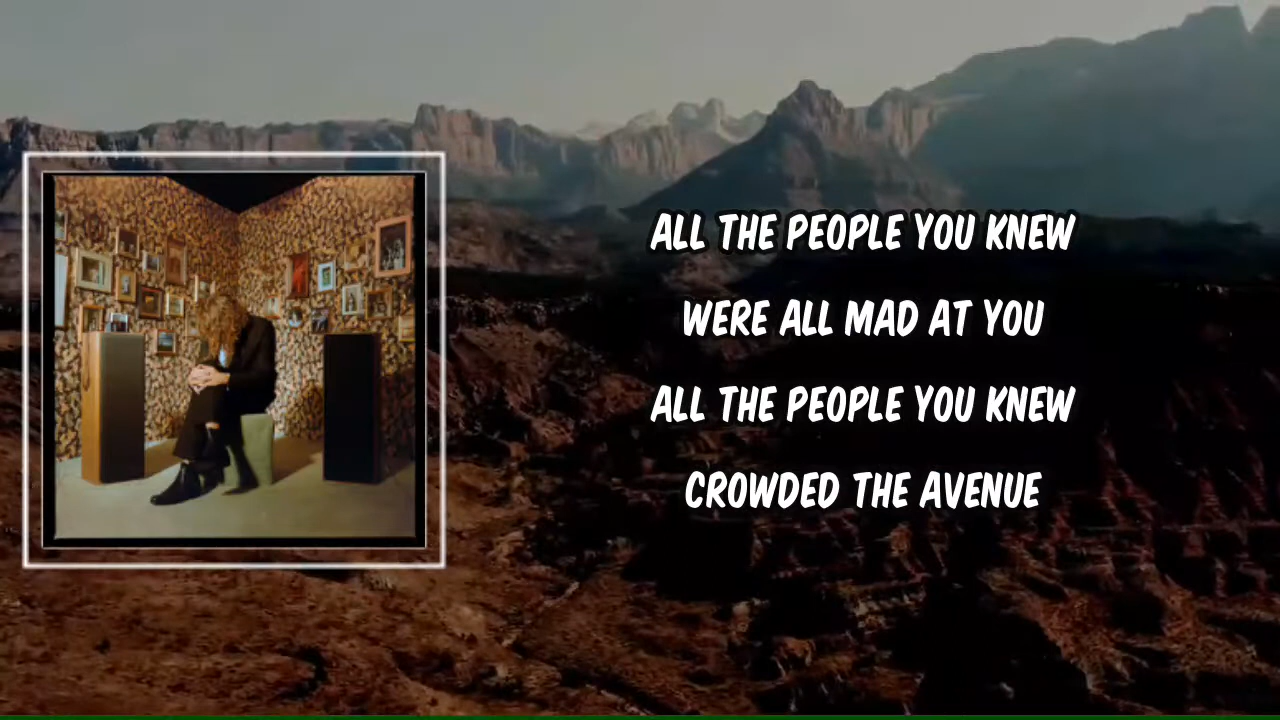 ALL THE PEOPLE YOU KNEW
WERE ALL MAD AT YOU
ALL THE PEOPLE YOU KNEW
CROWDED THE AVENUE